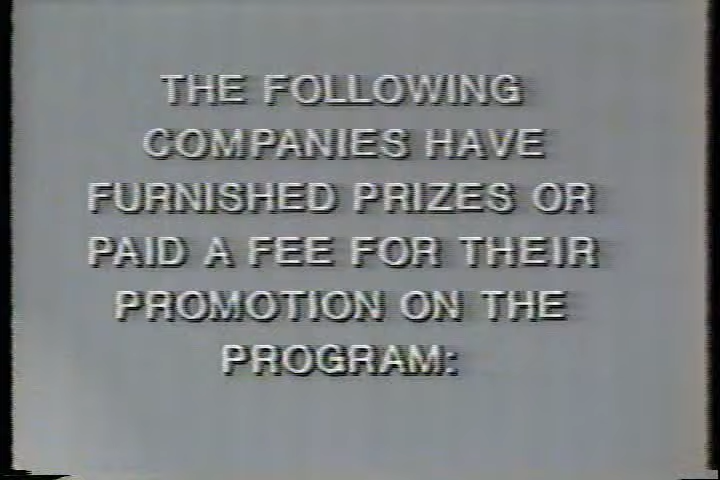 THE FOLLOWING
COMPANIES HAVE
FURNISHED PRIZES OR
PAID A FEE FOR THEIR
PROMOTION ON THE
PROGRAM: